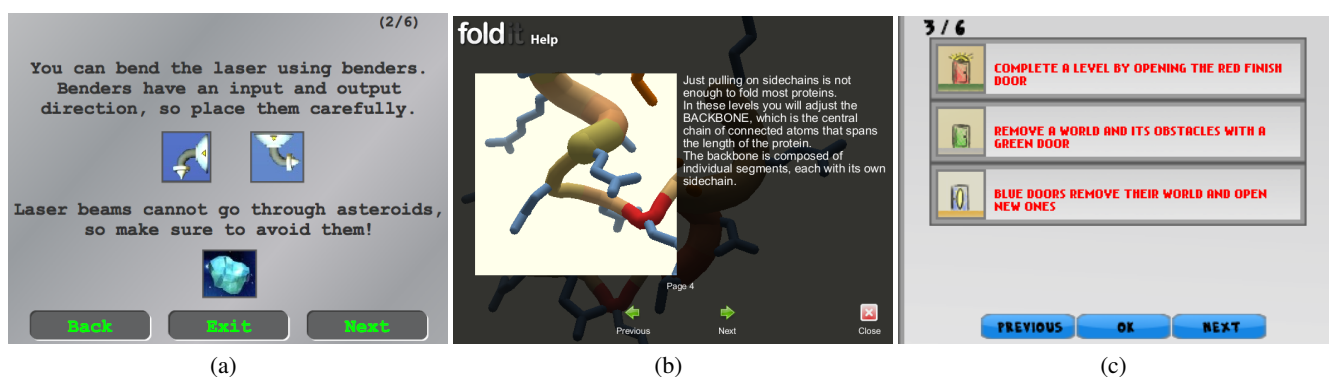 (2/6)
You can bend the laser using benders.
Benders have an input and output
direction, so place them carefully.
Laser beams cannot go through asteroids,
so make sure to avoid them!
Back
Exit
Next
(a)
foldit Help
Just pulling on sidechains is not
enough to fold most proteins.
In these levels you will adjust the
BACKBONE, which is the central
chain of connected atoms that spans
the length of the protein.
The backbone is composed of
individual segments, each with its own
sidechain.
Page 4
Previous
Next
Close
(b)
3 / 6
COMPLETE A LEVEL BY OPENING THE RED FINISH
DOOR
REMOVE A WORLD AND ITS OBSTACLES WITH A
GREEN DOOR
BLUE DOORS REMOVE THEIR WORLD AND OPEN
NEW ONES
PREVIOUS
OK
NEXT
(c)